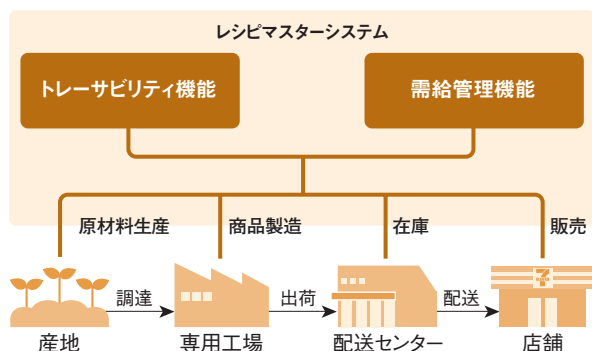 レシピマスターシステム
トレーサビリティ機能
需給管理機能
原材料生産
商品製造
在庫
販売
調達
出荷
配送
7
産地
専用工場
配送センター
店舗